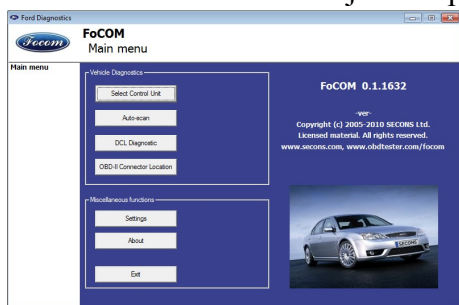 Ford Diagnostics
Focom
FoCOM
Main menu
Main menu
Vehicle Diagnostics
Select Control Unit
Auto-scan
DCL Diagnostic
OBD-II Connector Location
Miscellaneous functions
Settings
About
Exit
FoCOM 0.1.1632
-ver-
Copyright (c) 2005-2010 SECONS Ltd.
Licensed material. All rights reserved.
www.secons.com, www.obdtester.com/focom
SECONS